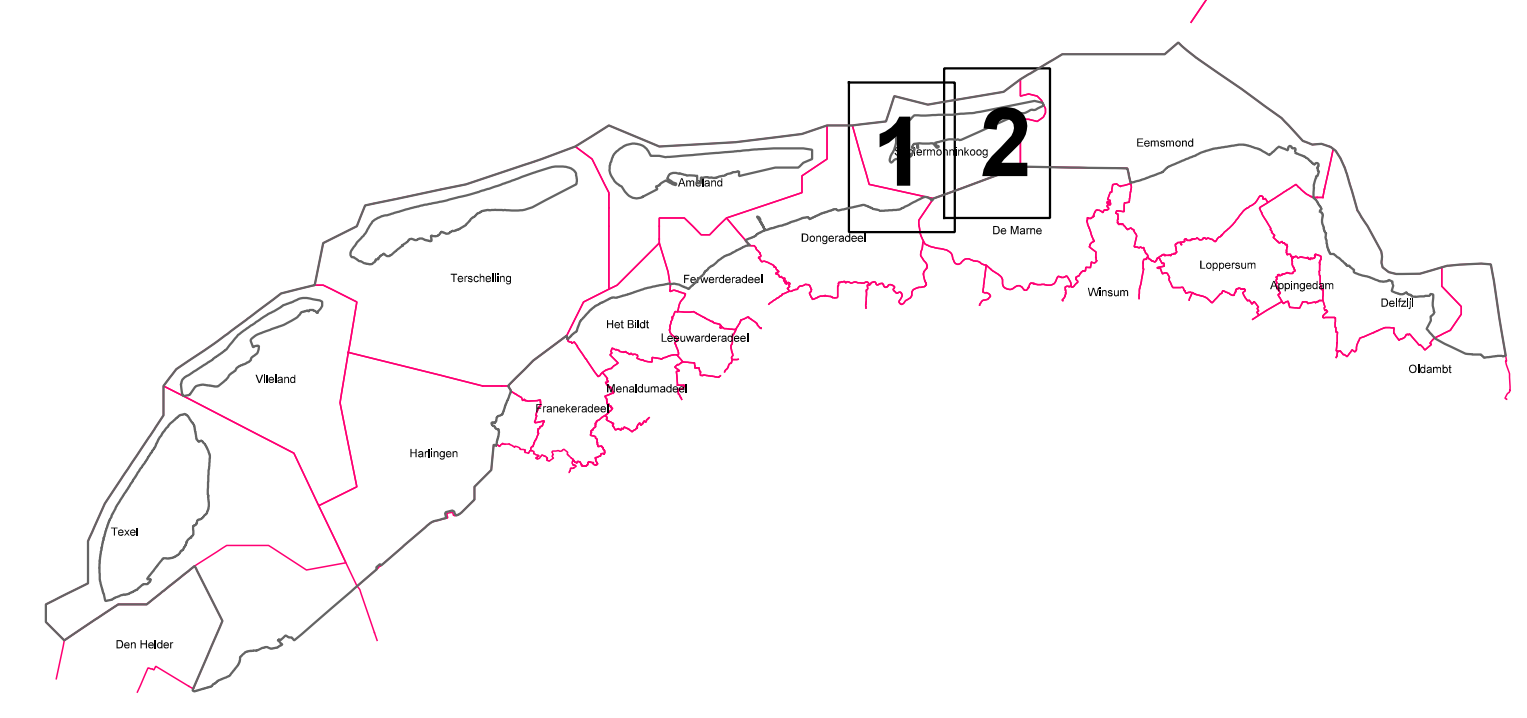 1
2
Eemsmond
Schiermonninkoog
Ameland
Dongeradeel
De Marne
Terschelling
Ferwerderadeel
Loppersum
Appingedam
Winsum
Delfzijl
Het Bildt
Leeuwarderadeel
Oldambt
Vlieland
Menaldumadeel
Franekeradeel
Harlingen
Texel
Den Helder